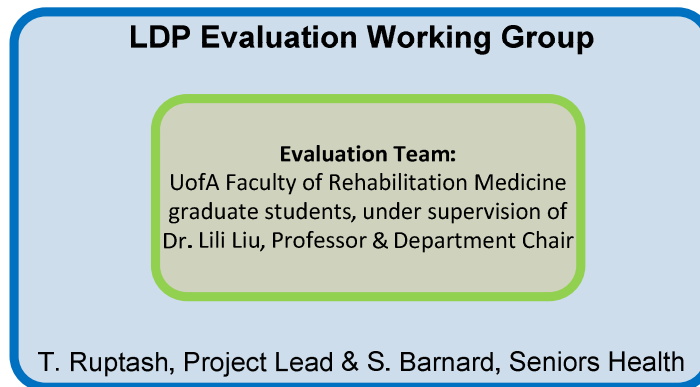 LDP Evaluation Working Group
Evaluation Team:
UofA Faculty of Rehabilitation Medicine
graduate students, under supervision of
Dr. Lili Liu, Professor & Department Chair
T. Ruptash, Project Lead & S. Barnard, Seniors Health